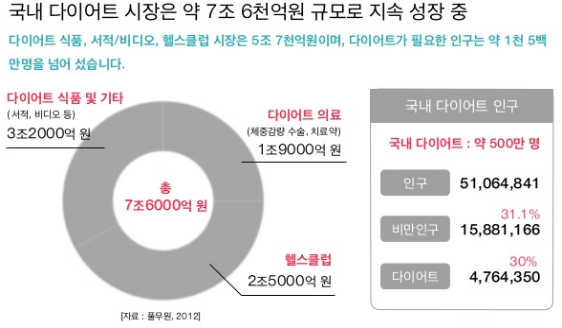 국내 다이어트 시장은 약 7조 6천억원 규모로 지속 성장 중
다이어트 식품, 서적/비디오, 헬스클럽 시장은 5조 7천억원이며, 다이어트가 필요한 인구는 약 1천 5백
만명을 넘어 섰습니다.
다이어트 식품 및 기타
(서적, 비디오 등)
3조2000억 원
다이어트 의료
(체중감량 수술, 치료약)
1조9000억 원
총
7조6000억 원
헬스클럽
2조5000억 원
[자료 : 풀무원, 2012]
국내 다이어트 인구
국내 다이어트 : 약 500만 명
인구 51,064,841
31.1%
비만인구 15,881,166
30%
다이어트 4,764,350